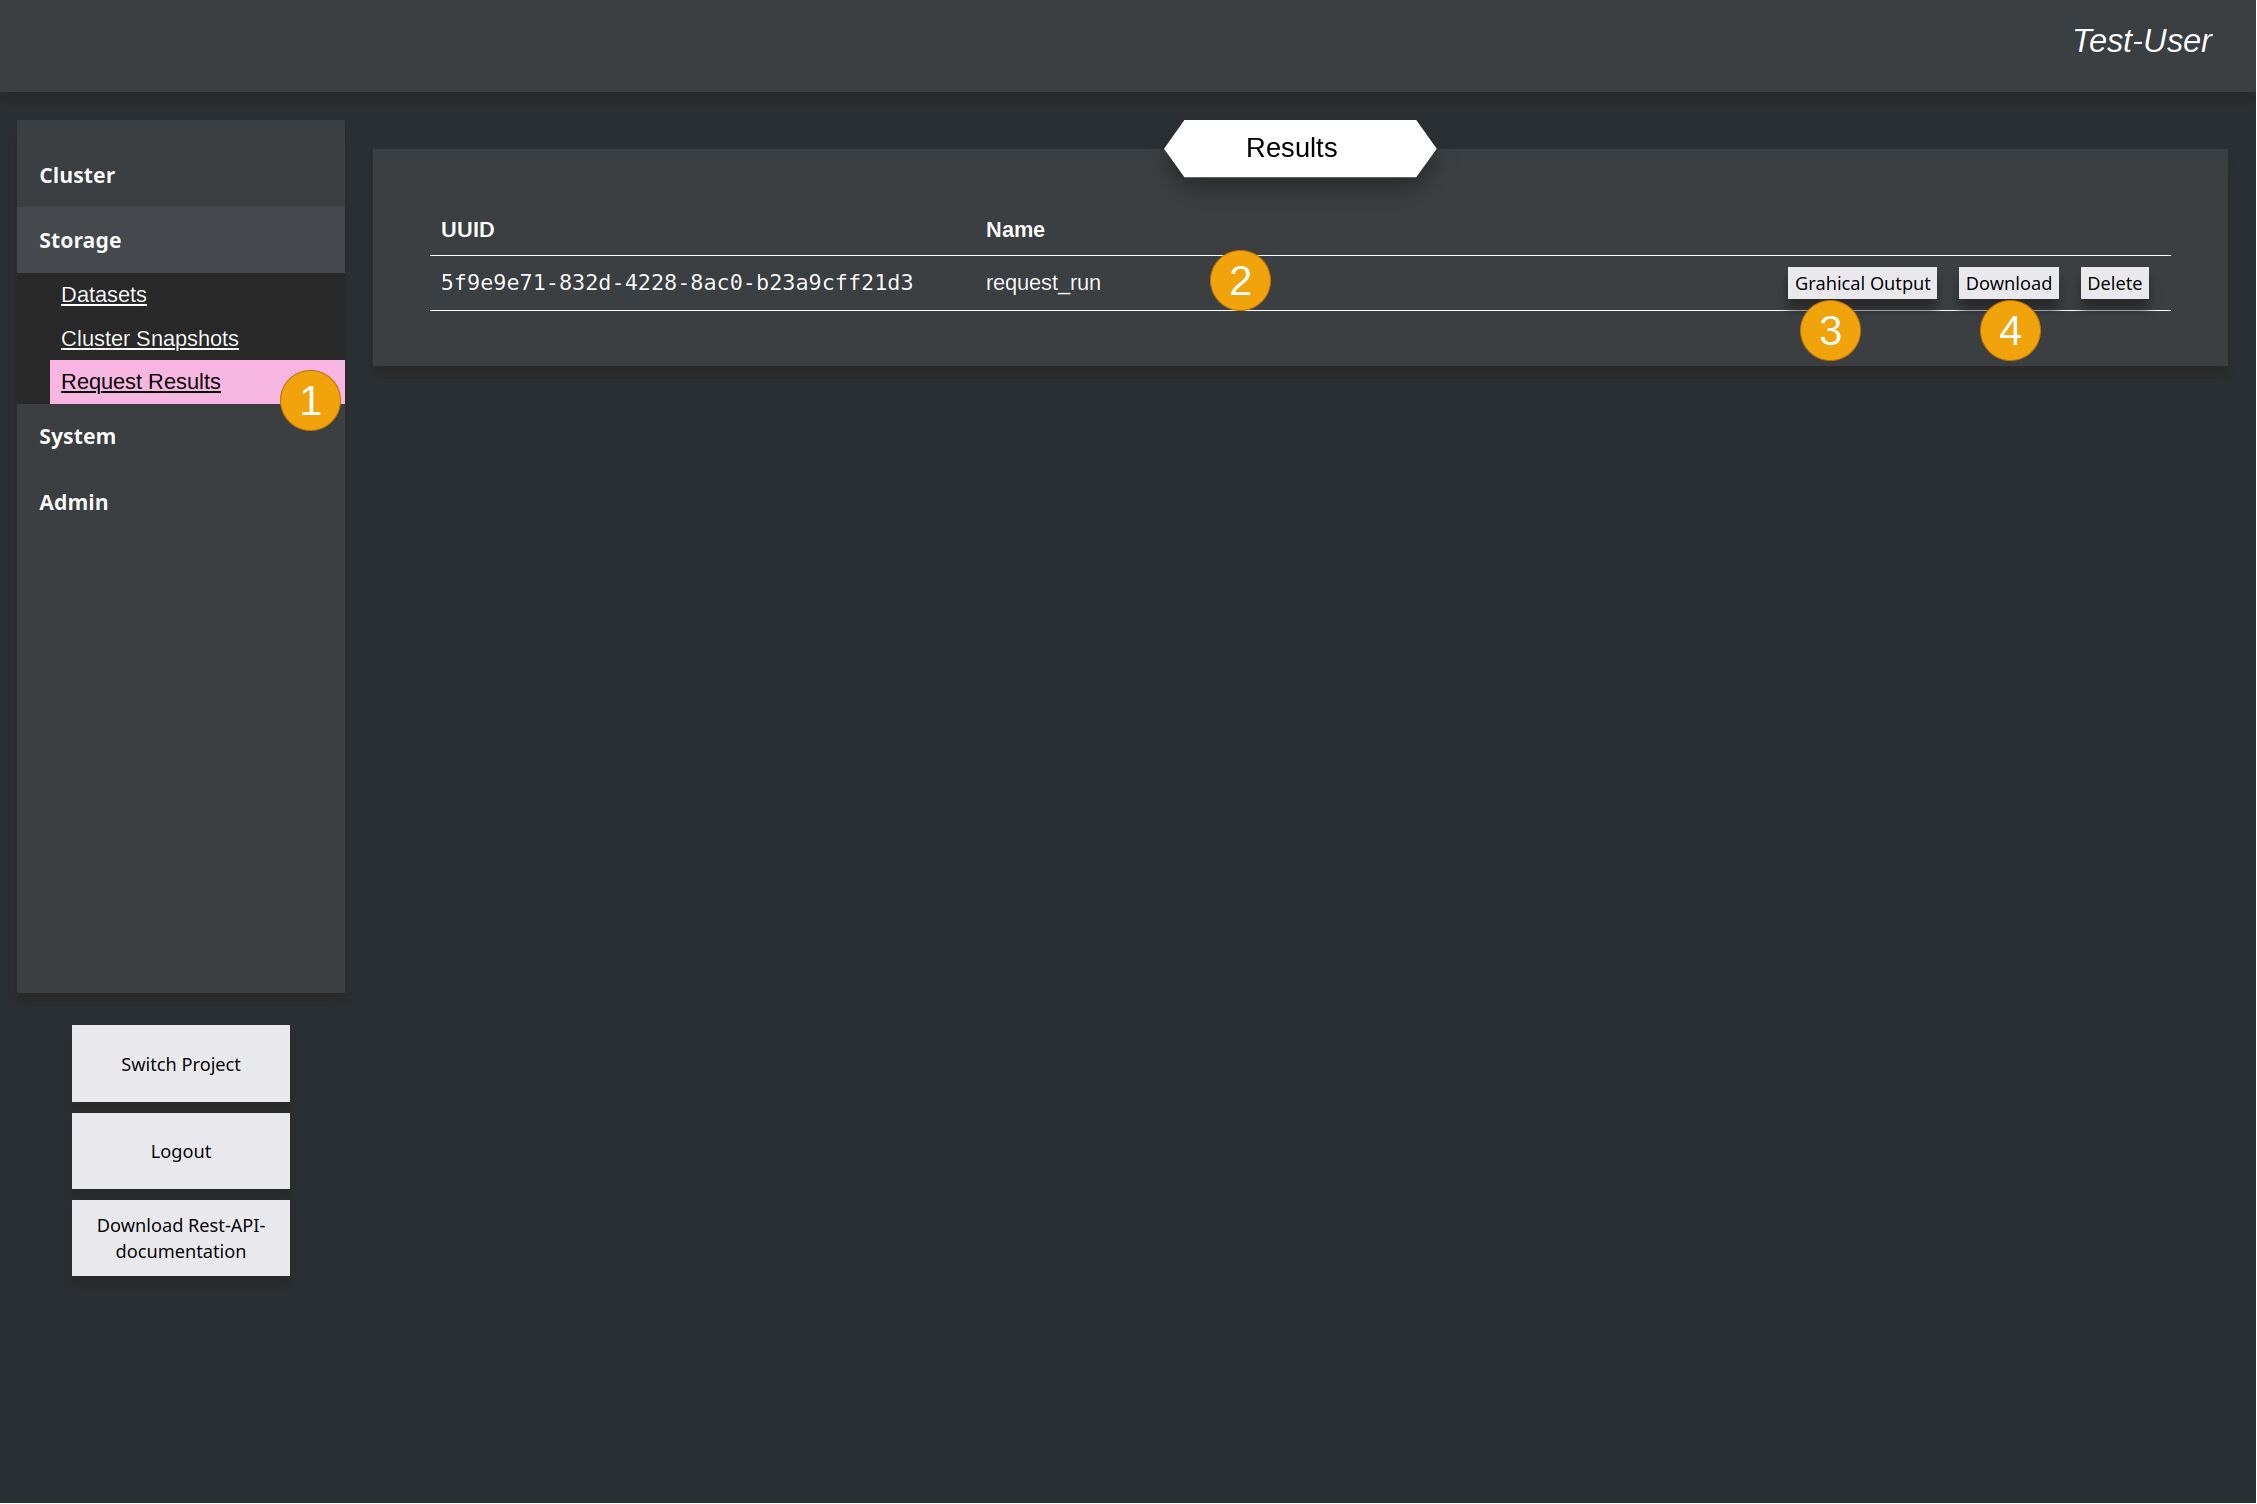 Test-User
Cluster
Storage
Datasets
Cluster Snapshots
Request Results
1
System
Admin
Switch Project
Logout
Download Rest-API-
documentation
Results
UUID Name
5f9e9e71-832d-4228-8ac0-b23a9cff21d3 request_run 2 Grahical Output Download Delete
3 4